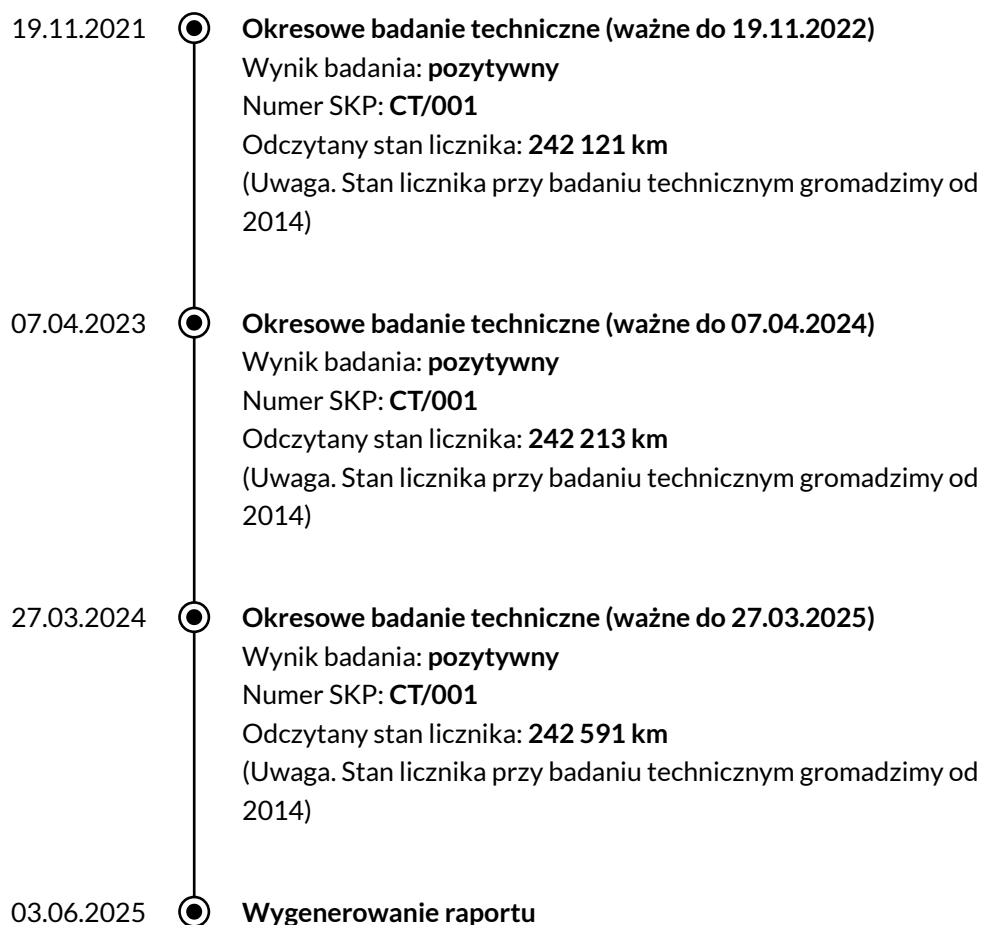 19.11.2021 Okresowe badanie techniczne (ważne do 19.11.2022)
Wynik badania: pozytywny
Numer SKP: CT/001
Odczytany stan licznika: 242 121 km
(Uwaga. Stan licznika przy badaniu technicznym gromadzimy od
2014)
07.04.2023 Okresowe badanie techniczne (ważne do 07.04.2024)
Wynik badania: pozytywny
Numer SKP: CT/001
Odczytany stan licznika: 242 213 km
(Uwaga. Stan licznika przy badaniu technicznym gromadzimy od
2014)
27.03.2024 Okresowe badanie techniczne (ważne do 27.03.2025)
Wynik badania: pozytywny
Numer SKP: CT/001
Odczytany stan licznika: 242 591 km
(Uwaga. Stan licznika przy badaniu technicznym gromadzimy od
2014)
03.06.2025 Wygenerowanie raportu